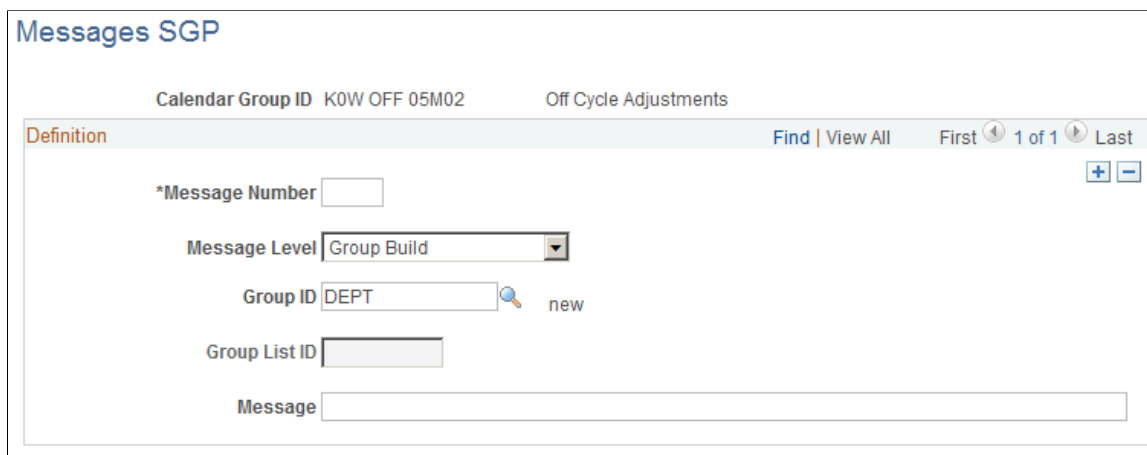 Messages SGP
Calendar Group ID K0W OFF 05M02 Off Cycle Adjustments
Definition Find | View All First 1 of 1 Last
*Message Number
Message Level Group Build
Group ID DEPT new
Group List ID
Message